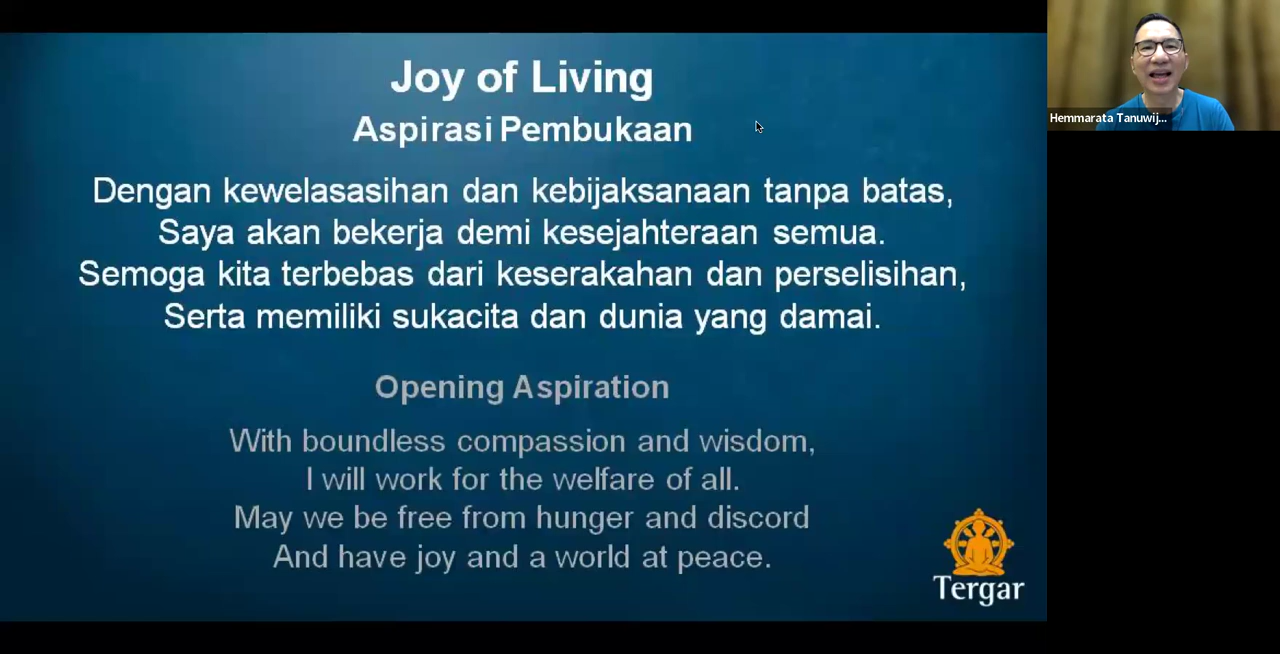 Joy of Living
Aspirasi Pembukaan
Dengan kewelasasihan dan kebijaksanaan tanpa batas,
Saya akan bekerja demi kesejahteraan semua.
Semoga kita terbebas dari keserakahan dan perselisihan,
Serta memiliki sukacita dan dunia yang damai.
Opening Aspiration
With boundless compassion and wisdom,
I will work for the welfare of all.
May we be free from hunger and discord
And have joy and a world at peace.
Tergar
Hemmarata Tanuwij...